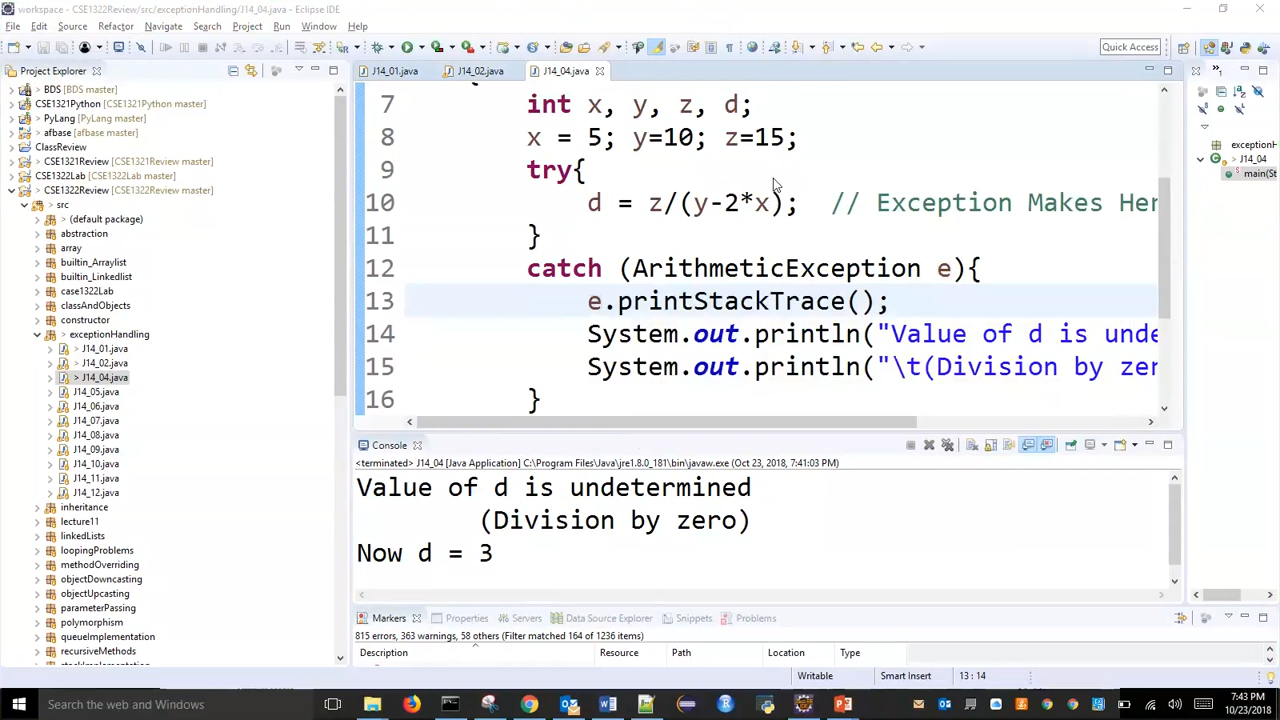 workspace - CSE1322Review/src/exceptionHandling/J14_04.java - Eclipse IDE
File Edit Source Refactor Navigate Search Project Run Window Help
Quick Access
Project Explorer
J14_01.java
J14_02.java
J14_04.java
> BDS [BDS master]
> CSE1321Python [Python master]
> PyLang [PyLang master]
> afbase [afbase master]
ClassReview
> CSE1321Review [CSE1321Review master]
> CSE1322Lab [CSE1322Lab master]
> CSE1322Review [CSE1322Review master]
> src
> (default package)
abstraction
array
builtin_Arraylist
builtin_Linkedlist
case1322Lab
classAndObjects
constructor
> exceptionHandling
> J14_01.java
> J14_02.java
> J14_04.java
J14_05.java
J14_06.java
J14_07.java
J14_08.java
J14_09.java
J14_10.java
J14_11.java
J14_12.java
inheritance
lecture11
linkedLists
loopingProblems
methodOverriding
objectDowncasting
objectUpcasting
parameterPassing
polymorphism
queueImplementation
recursiveMethods
7 int x, y, z, d;
8 x = 5; y=10; z=15;
9 try{
10 d = z/(y-2*x); // Exception Makes Her
11 }
12 catch (ArithmeticException e){
13 e.printStackTrace();
14 System.out.println("Value of d is unde
15 System.out.println("\t(Division by zer
16 }
exceptionH
> J14_04
main(St
Console
<terminated> J14_04 [Java Application] C:\Program Files\Java\jre1.8.0_181\bin\javaw.exe (Oct 23, 2018, 7:41:03 PM)
Value of d is undetermined
(Division by zero)
Now d = 3
Markers Properties Servers Data Source Explorer Snippets Problems
815 errors, 363 warnings, 58 others (Filter matched 164 of 1236 items)
Description Resource Path Location Type
Writable Smart Insert 13 : 14
Search the web and Windows
7:43 PM
10/23/2018